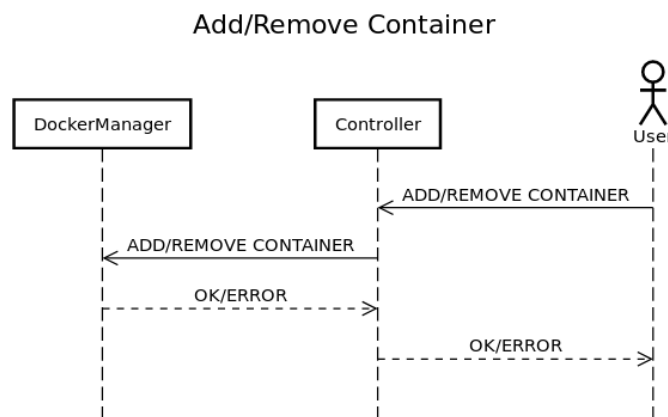 Add/Remove Container
DockerManager
Controller
User
ADD/REMOVE CONTAINER
ADD/REMOVE CONTAINER
OK/ERROR
OK/ERROR